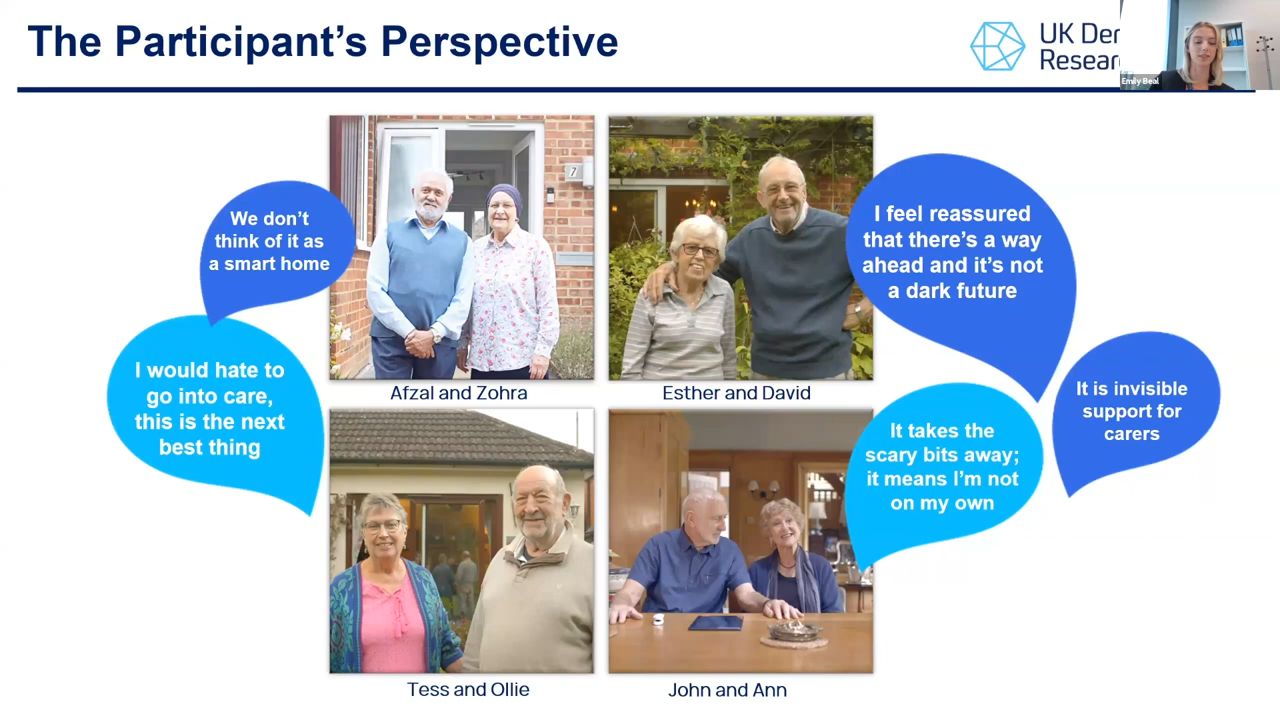 The Participant's Perspective
UK
Emily Beal
7
We don't
think of it as
a smart home
I would hate to
go into care,
this is the next
best thing
I feel reassured
that there's a way
ahead and it's not
a dark future
It is invisible
support for
carers
It takes the
scary bits away;
it means I'm not
on my own
Afzal and Zohra
Esther and David
Tess and Ollie
John and Ann